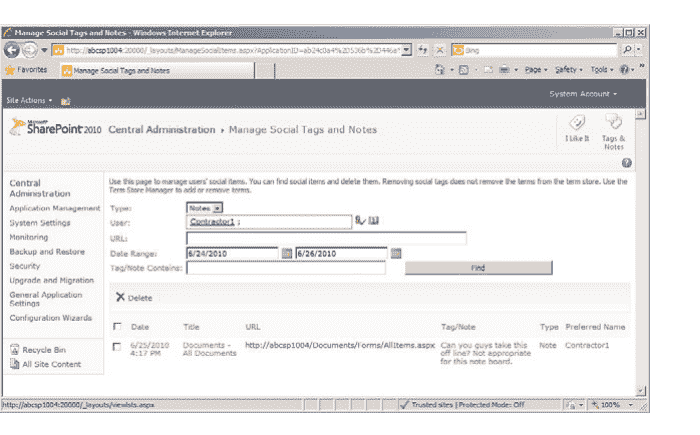 Manage Social Tags and Notes - Windows Internet Explorer
http://abcsp1004:20000/_layouts/ManageSocialItems.aspx?ApplicationID=ab24c0a4%2D536b%2D446a
Bing
Favorites Manage Social Tags and Notes Page Safety Tools
System Account
Site Actions
Microsoft
SharePoint 2010 Central Administration Manage Social Tags and Notes
I Like It Tags & Notes
Central Administration
Application Management
System Settings
Monitoring
Backup and Restore
Security
Upgrade and Migration
General Application Settings
Configuration Wizards
Recycle Bin
All Site Content
Use this page to manage users' social items. You can find social items and delete them. Removing social tags does not remove the terms from the term store. Use the
Term Store Manager to add or remove terms.
Type: Notes
User: Contractor1 ;
URL:
Date Range: 6/24/2010 6/26/2010
Tag/Note Contains: Find
Delete
Date Title URL Tag/Note Type Preferred Name
6/25/2010 Documents - http://abcsp1004/Documents/Forms/AllItems.aspx Can you guys take this Note Contractor1
4:17 PM All Documents off line? Not appropriate
for this note board.
http://abcsp1004:20000/_layouts/viewlsts.aspx Trusted sites | Protected Mode: Off 100%